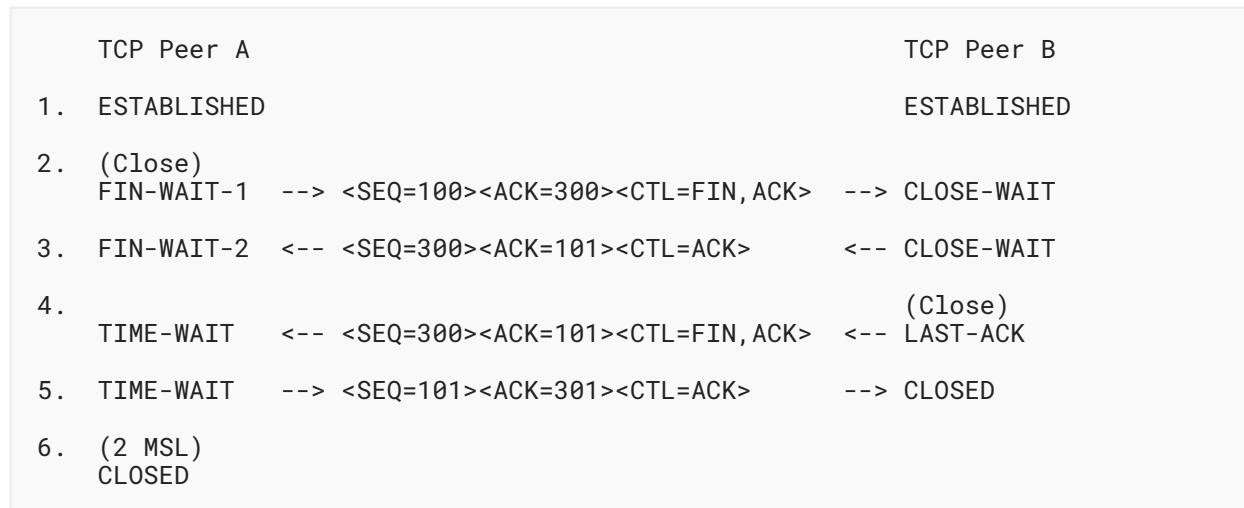 TCP Peer A                                           TCP Peer B
1.  ESTABLISHED                                          ESTABLISHED
2.  (Close)
    FIN-WAIT-1  --> <SEQ=100><ACK=300><CTL=FIN,ACK>  --> CLOSE-WAIT
3.  FIN-WAIT-2  <-- <SEQ=300><ACK=101><CTL=ACK>      <-- CLOSE-WAIT
4.                                                       (Close)
    TIME-WAIT   <-- <SEQ=300><ACK=101><CTL=FIN,ACK>  <-- LAST-ACK
5.  TIME-WAIT   --> <SEQ=101><ACK=301><CTL=ACK>      --> CLOSED
6.  (2 MSL)
    CLOSED